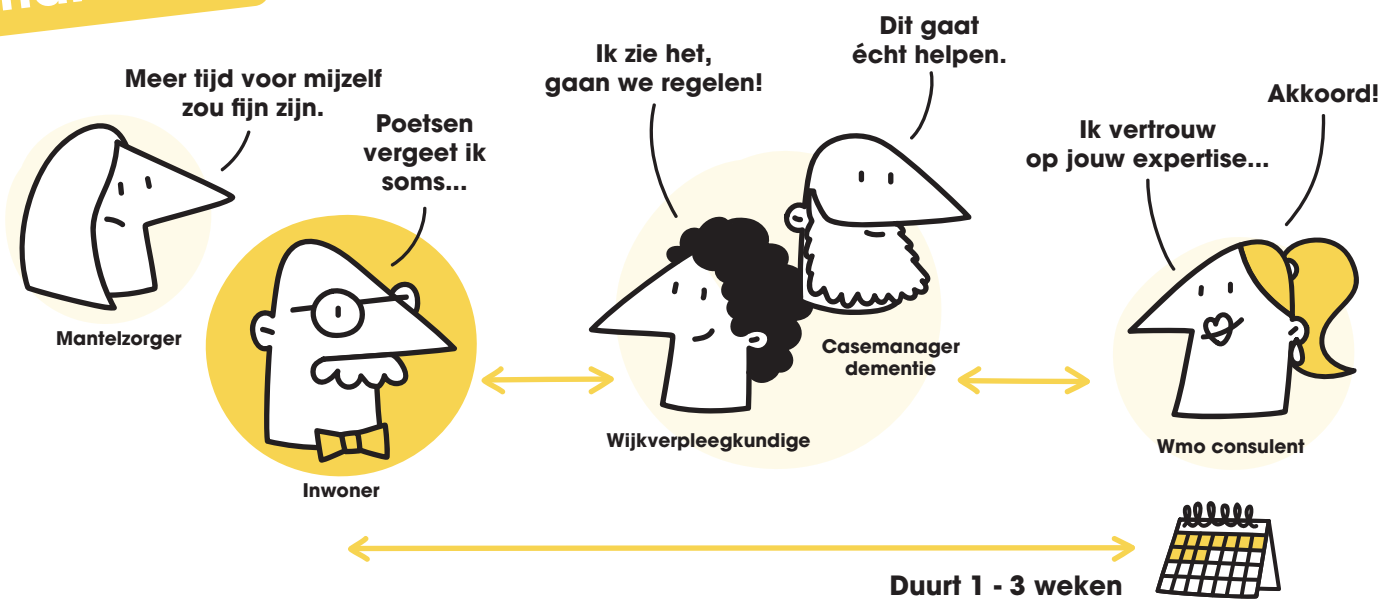 Meer tijd voor mijzelf
zou fijn zijn.
Poetsen
vergeet ik
soms...
Ik zie het,
gaan we regelen!
Dit gaat
écht helpen.
Ik vertrouw
op jouw expertise...
Akkoord!
Mantelzorger
Inwoner
Wijkverpleegkundige
Casemanager
dementie
Wmo consulent
Duurt 1 - 3 weken